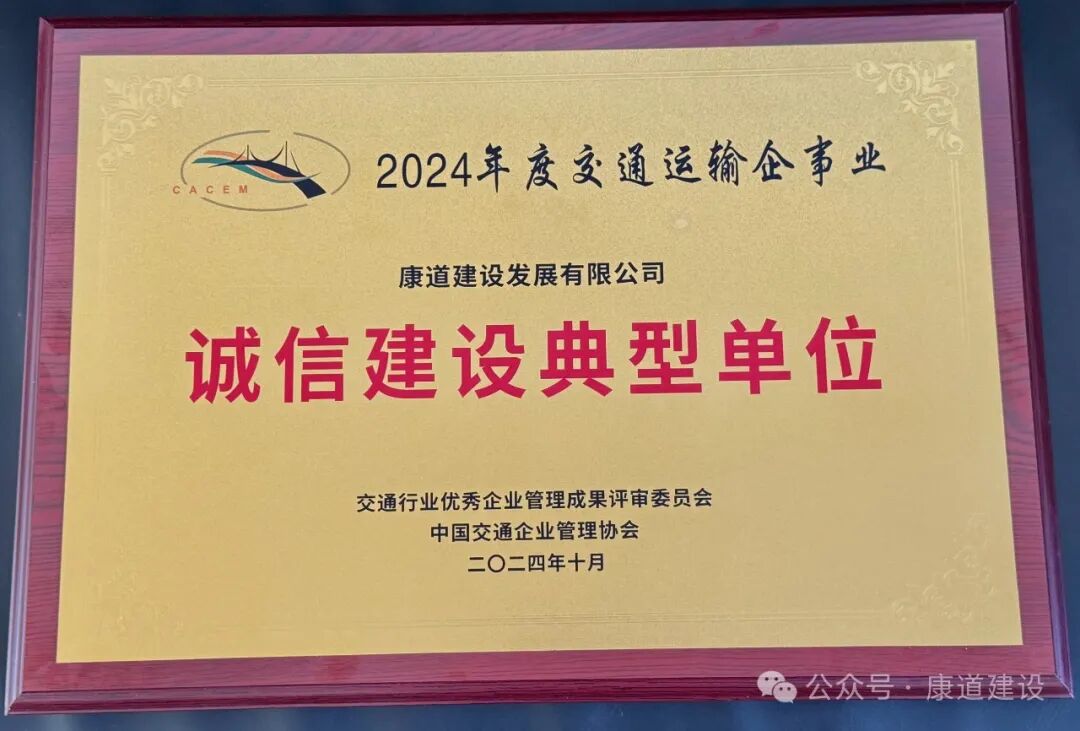 CACEM
2024年度交通运输企事业
康道建设发展有限公司
诚信建设典型单位
交通行业优秀企业管理成果评审委员会
中国交通企业管理协会
二〇二四年十月
公众号·康道建设